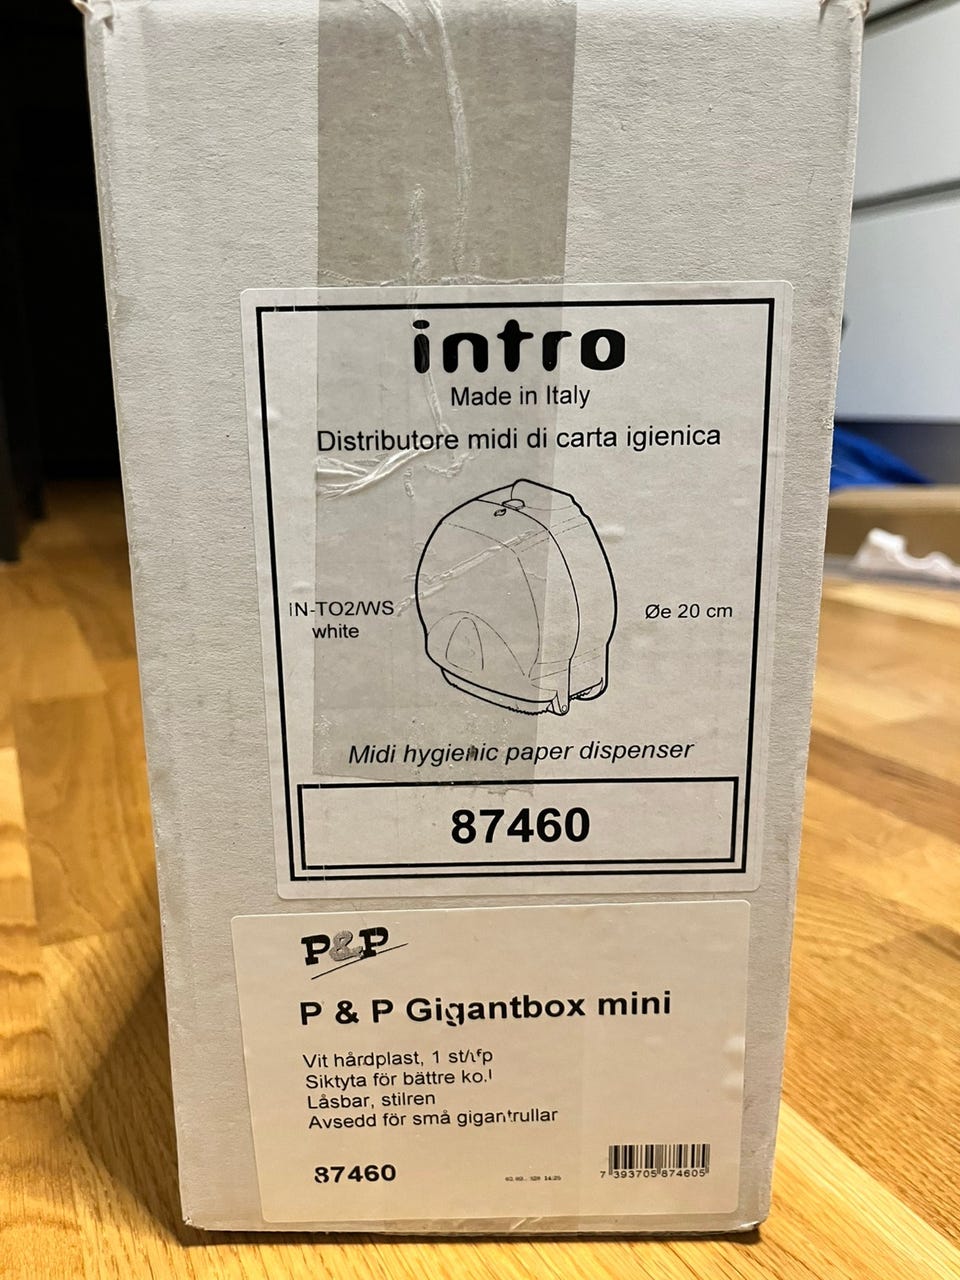 intro
Made in Italy
Distributore midi di carta igienica
IN-TO2/WS
white
Øe 20 cm
Midi hygienic paper dispenser
87460
P&P
P & P Gigantbox mini
Vit hårdplast, 1 st/
Siktyta för bättre
Låsbar, stilren
Avsedd för små gigantrullar
87460
7 393705 874605